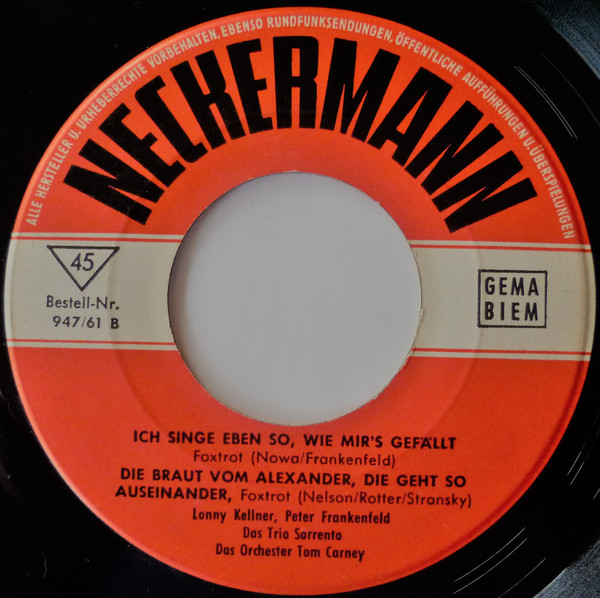 ALLE HERSTELLER U. URHEBERRECHTE VORBEHALTEN, EBENSO RUNDFUNKSENDUNGEN, ÖFFENTLICHE AUFFÜHRUNGEN U. ÜBERSPIELUNGEN
NECKERMANN
45
Bestell-Nr.
947/61 B
GEMA
BIEM
ICH SINGE EBEN SO, WIE MIR'S GEFÄLLT
Foxtrot (Nowa/Frankenfeld)
DIE BRAUT VOM ALEXANDER, DIE GEHT SO
AUSEINANDER, Foxtrot (Nelson/Rotter/Stransky)
Lonny Kellner, Peter Frankenfeld
Das Trio Sorrento
Das Orchester Tom Carney